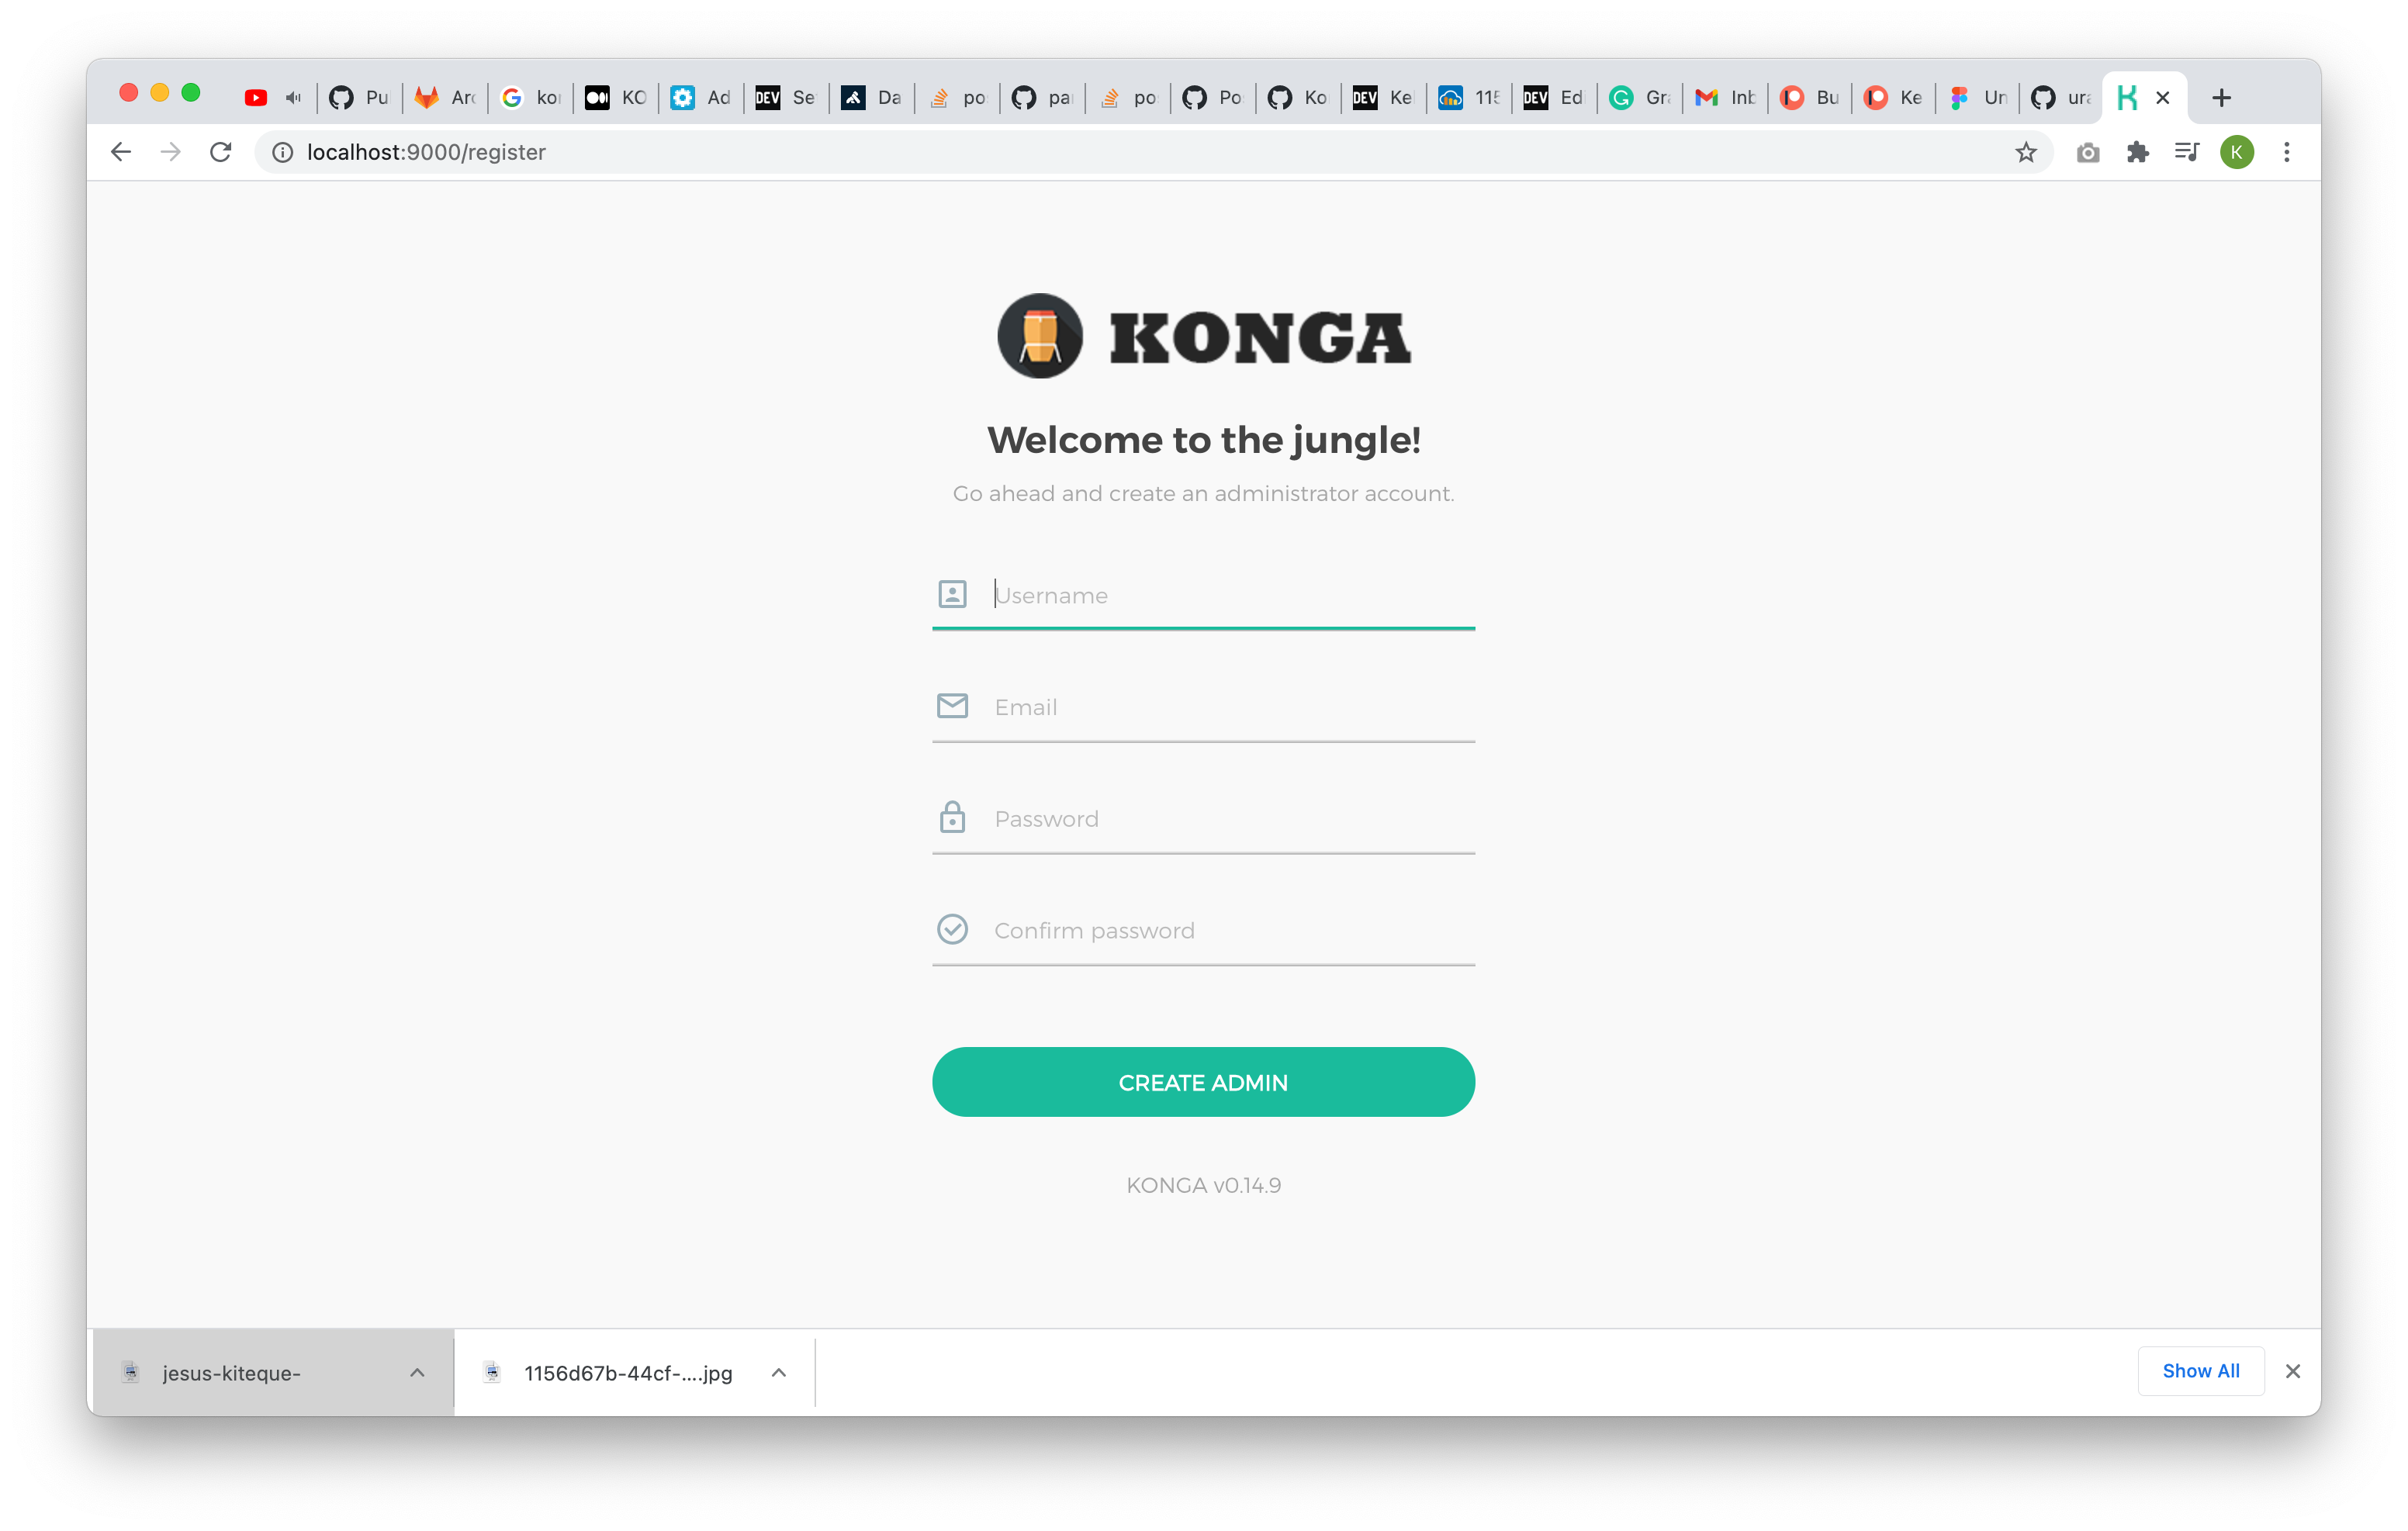 Pu Arc ko KO Ad DEV Se Da po pa po Po Ko DEV Ke 115 DEV Ed Gra Inb Bu Ke Un ura
localhost:9000/register
K
KONGA
Welcome to the jungle!
Go ahead and create an administrator account.
Username
Email
Password
Confirm password
CREATE ADMIN
KONGA v0.14.9
jesus-kiteque-
1156d67b-44cf-....jpg
Show All